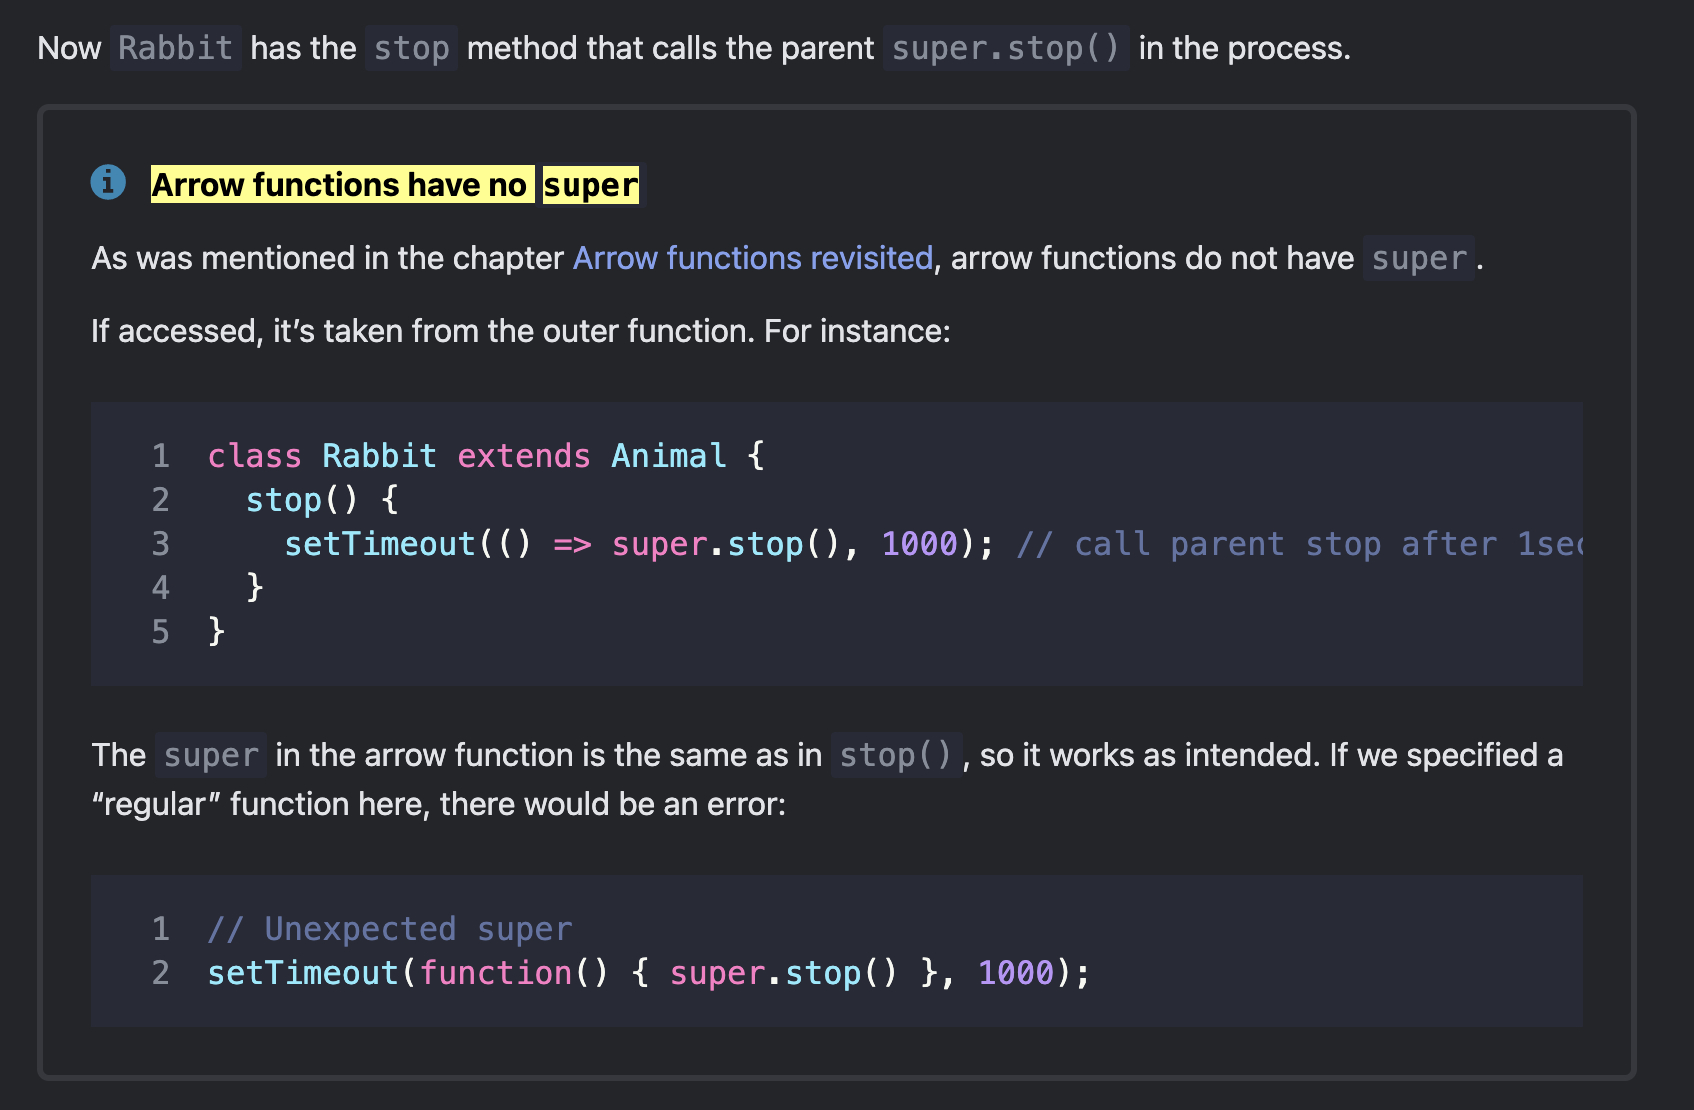 Now Rabbit has the stop method that calls the parent super.stop() in the process.
Arrow functions have no super
As was mentioned in the chapter Arrow functions revisited, arrow functions do not have super.
If accessed, it’s taken from the outer function. For instance:
1 class Rabbit extends Animal {
2   stop() {
3     setTimeout(() => super.stop(), 1000); // call parent stop after 1sec
4   }
5 }
The super in the arrow function is the same as in stop(), so it works as intended. If we specified a
“regular” function here, there would be an error:
1 // Unexpected super
2 setTimeout(function() { super.stop() }, 1000);